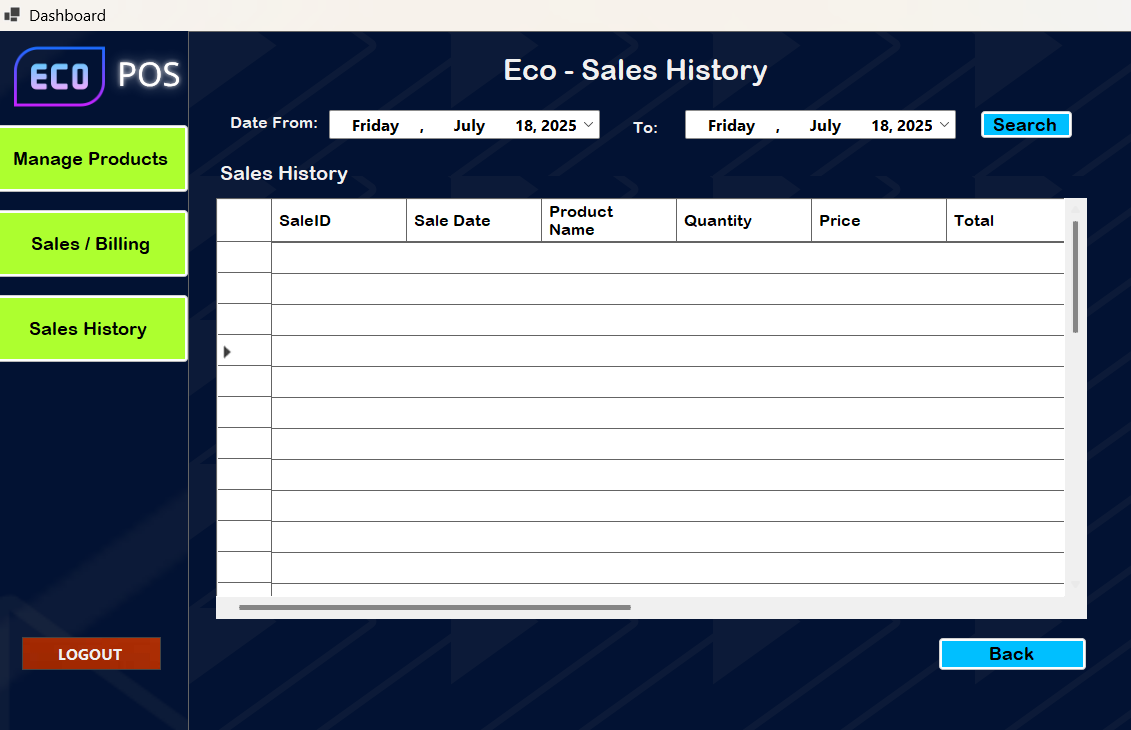 Dashboard
ECO POS
Eco - Sales History
Date From: Friday , July 18, 2025 To: Friday , July 18, 2025 Search
Manage Products
Sales History
SaleID Sale Date Product Name Quantity Price Total
Sales / Billing
Sales History
LOGOUT
Back